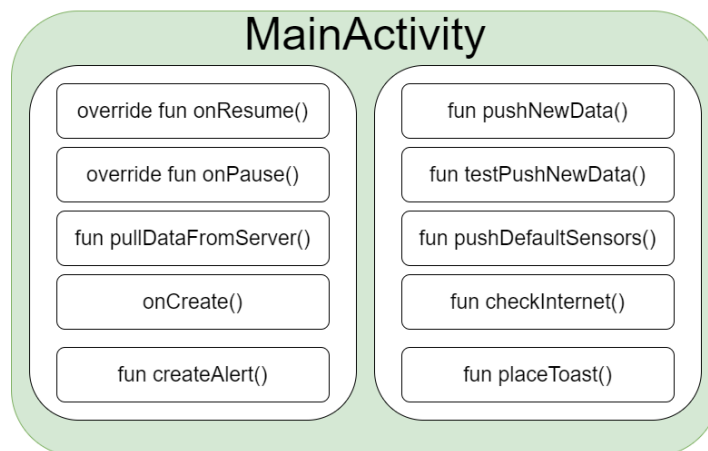 MainActivity
override fun onResume()
override fun onPause()
fun pullDataFromServer()
onCreate()
fun createAlert()
fun pushNewData()
fun testPushNewData()
fun pushDefaultSensors()
fun checkInternet()
fun placeToast()